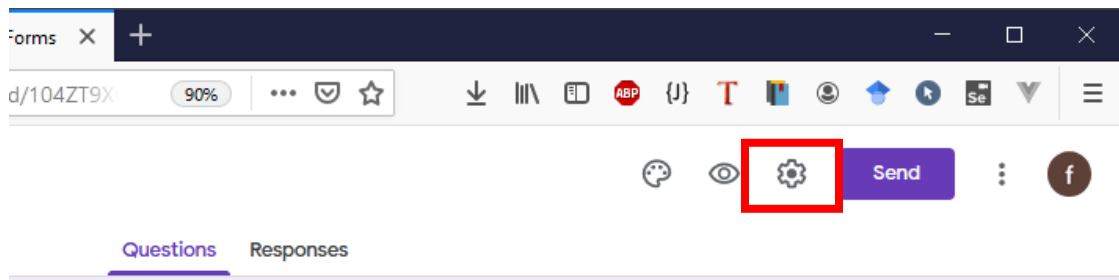 Forms
d/104ZT9X
90%
ABP
{J}
T
Se
Send
f
Questions Responses